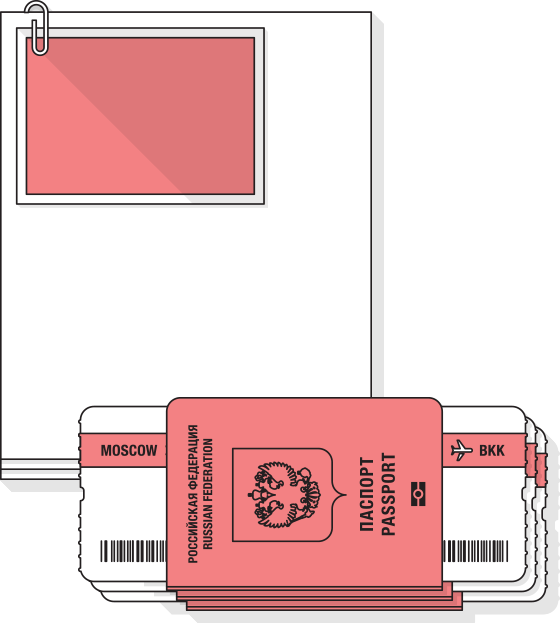 MOSCOW
BKK
РОССИЙСКАЯ ФЕДЕРАЦИЯ
RUSSIAN FEDERATION
ПАСПОРТ
PASSPORT